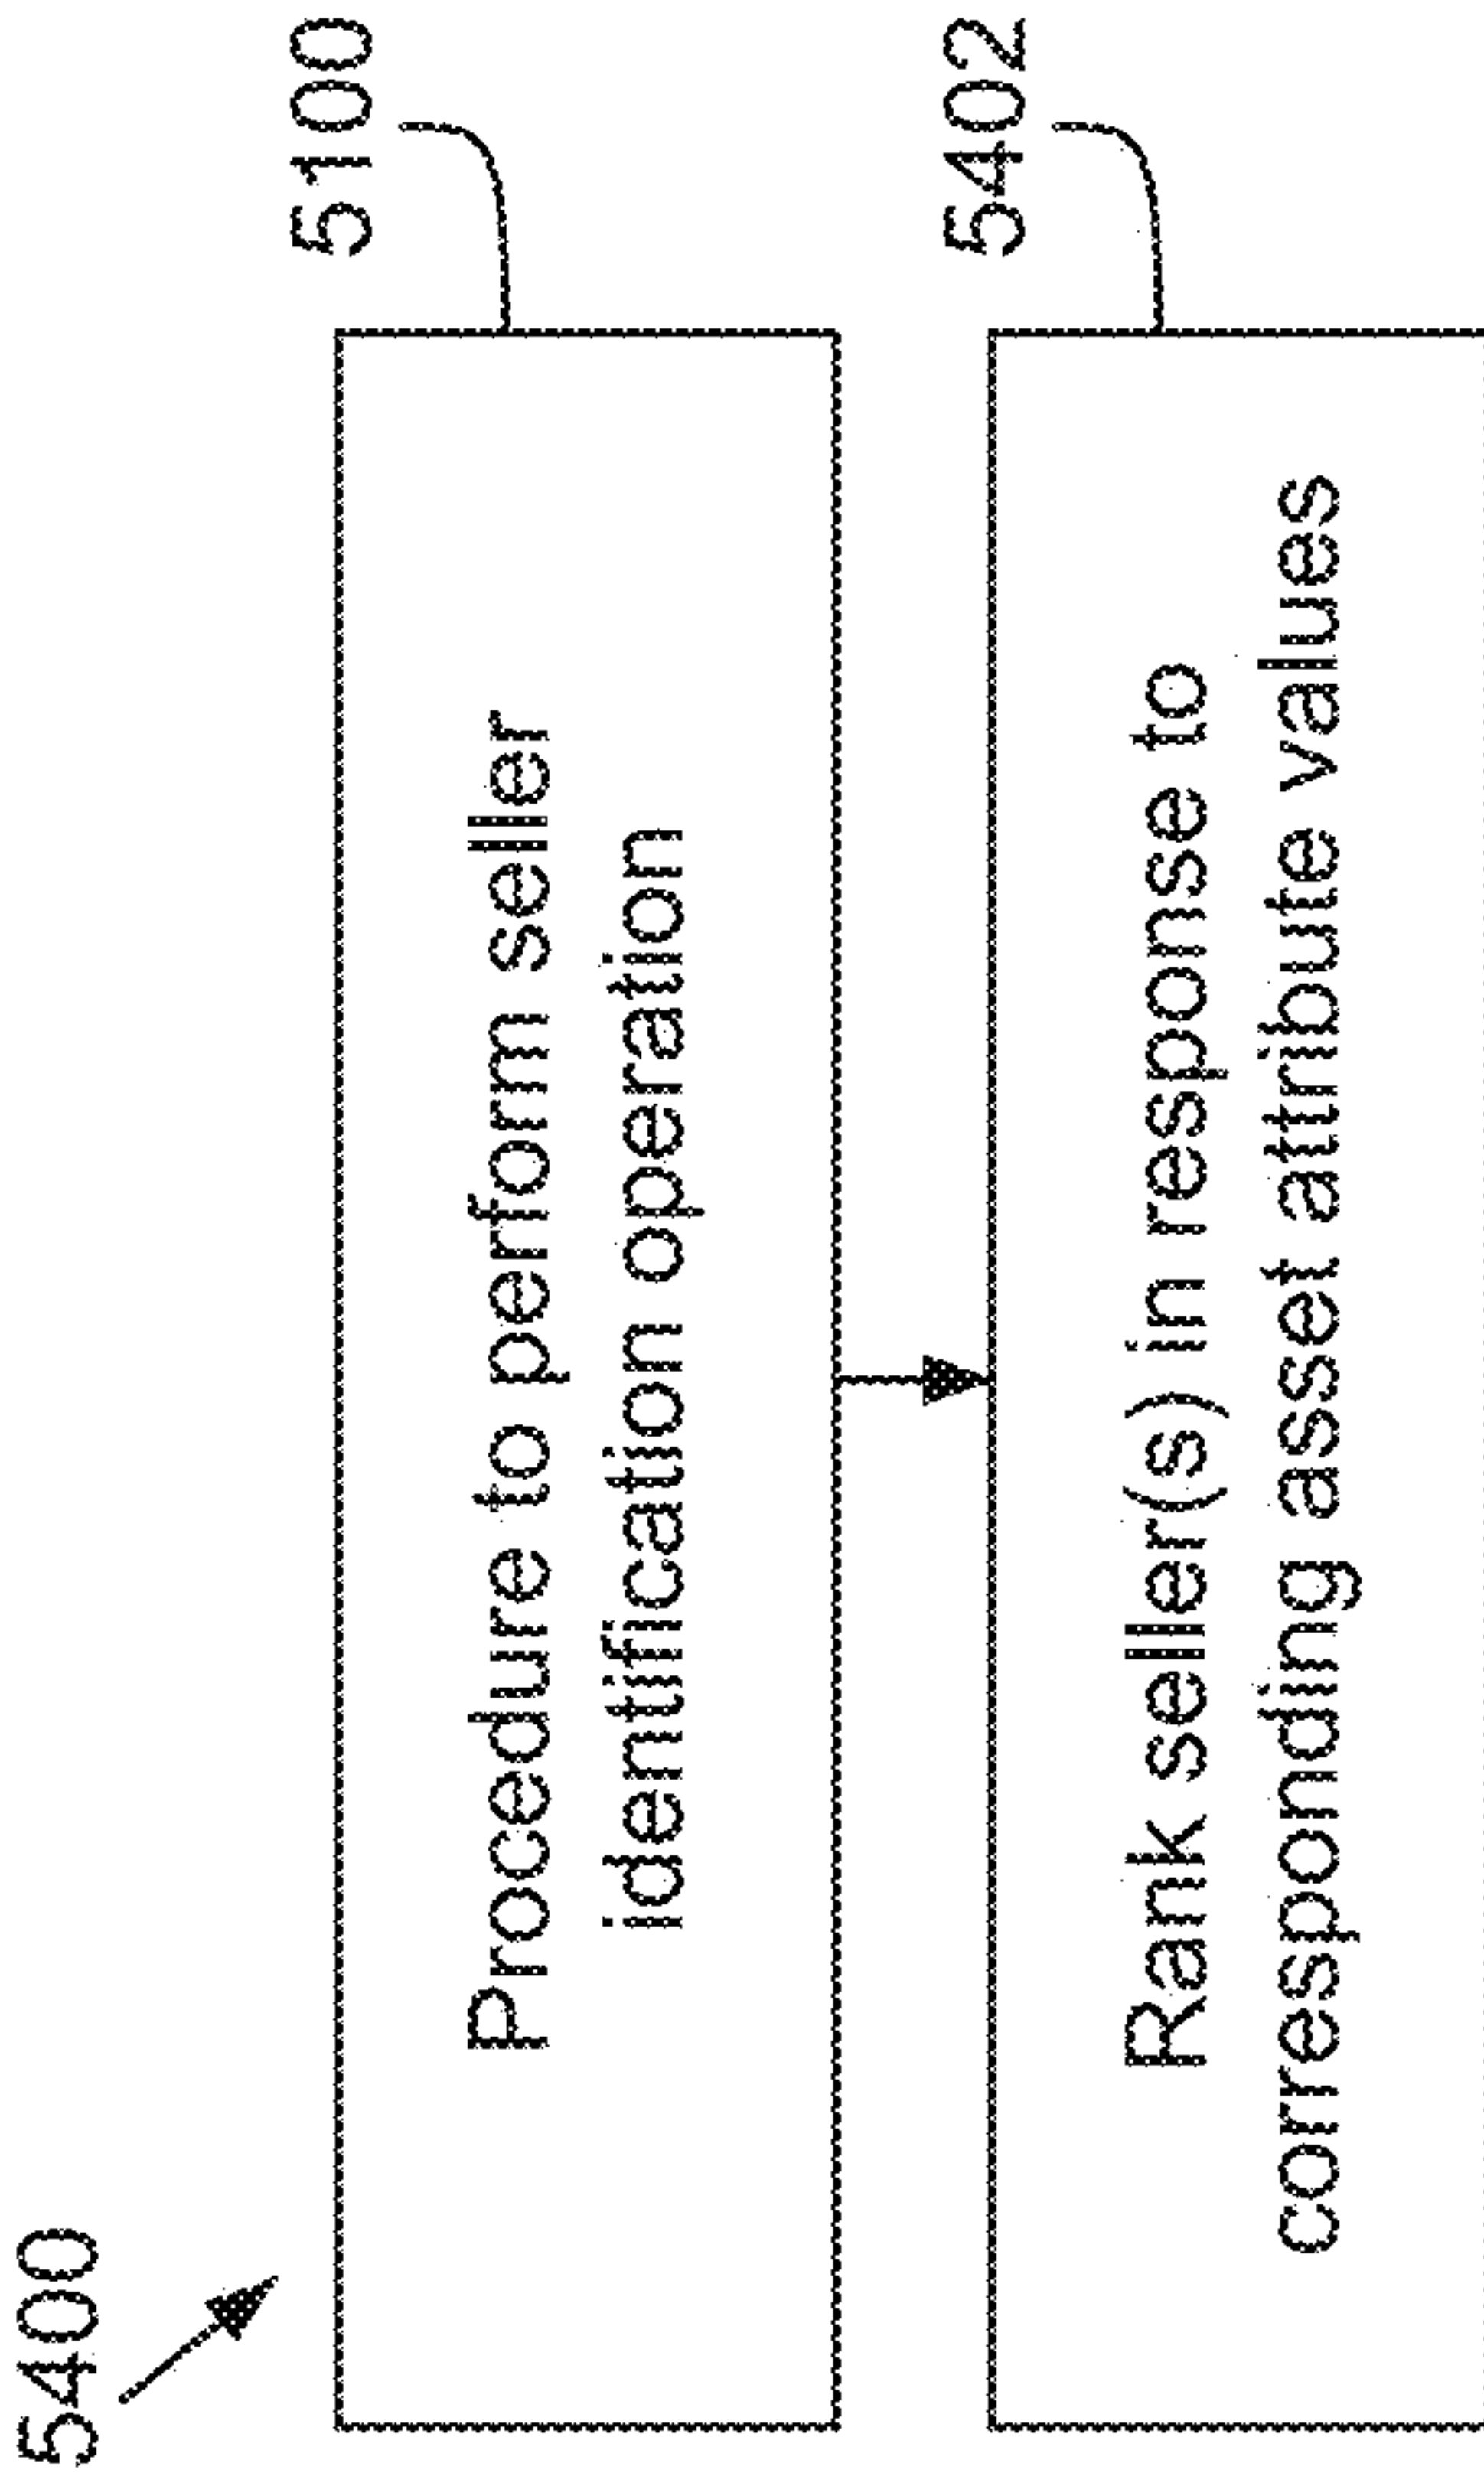 5400
5100
Procedure to perform seller
identification operation
5402
Rank seller(s) in response to
corresponding asset attribute values